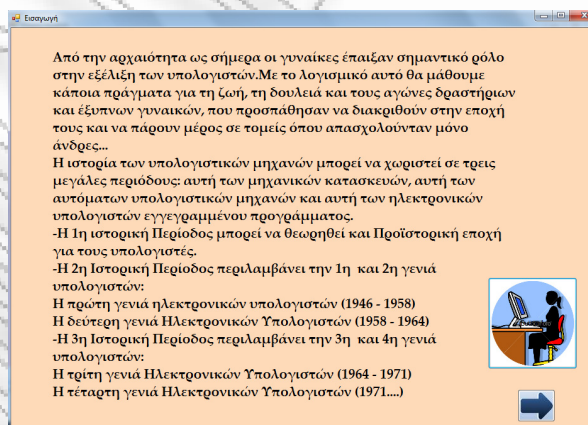 Εισαγωγή
Από την αρχαιότητα ως σήμερα οι γυναίκες έπαιξαν σημαντικό ρόλο
στην εξέλιξη των υπολογιστών.Με το λογισμικό αυτό θα μάθουμε
κάποια πράγματα για τη ζωή, τη δουλειά και τους αγώνες δραστήριων
και έξυπνων γυναικών, που προσπάθησαν να διακριθούν στην εποχή
τους και να πάρουν μέρος σε τομείς όπου απασχολούνταν μόνο
άνδρες...
Η ιστορία των υπολογιστικών μηχανών μπορεί να χωριστεί σε τρεις
μεγάλες περιόδους: αυτή των μηχανικών κατασκευών, αυτή των
αυτόματων υπολογιστικών μηχανών και αυτή των ηλεκτρονικών
υπολογιστών εγγεγραμμένου προγράμματος.
-Η 1η ιστορική Περίοδος μπορεί να θεωρηθεί και Προϊστορική εποχή
για τους υπολογιστές.
-Η 2η Ιστορική Περίοδος περιλαμβάνει την 1η και 2η γενιά
υπολογιστών:
Η πρώτη γενιά ηλεκτρονικών υπολογιστών (1946 - 1958)
Η δεύτερη γενιά Ηλεκτρονικών Υπολογιστών (1958 - 1964)
-Η 3η Ιστορική Περίοδος περιλαμβάνει την 3η και 4η γενιά
υπολογιστών:
Η τρίτη γενιά Ηλεκτρονικών Υπολογιστών (1964 - 1971)
Η τέταρτη γενιά Ηλεκτρονικών Υπολογιστών (1971....)